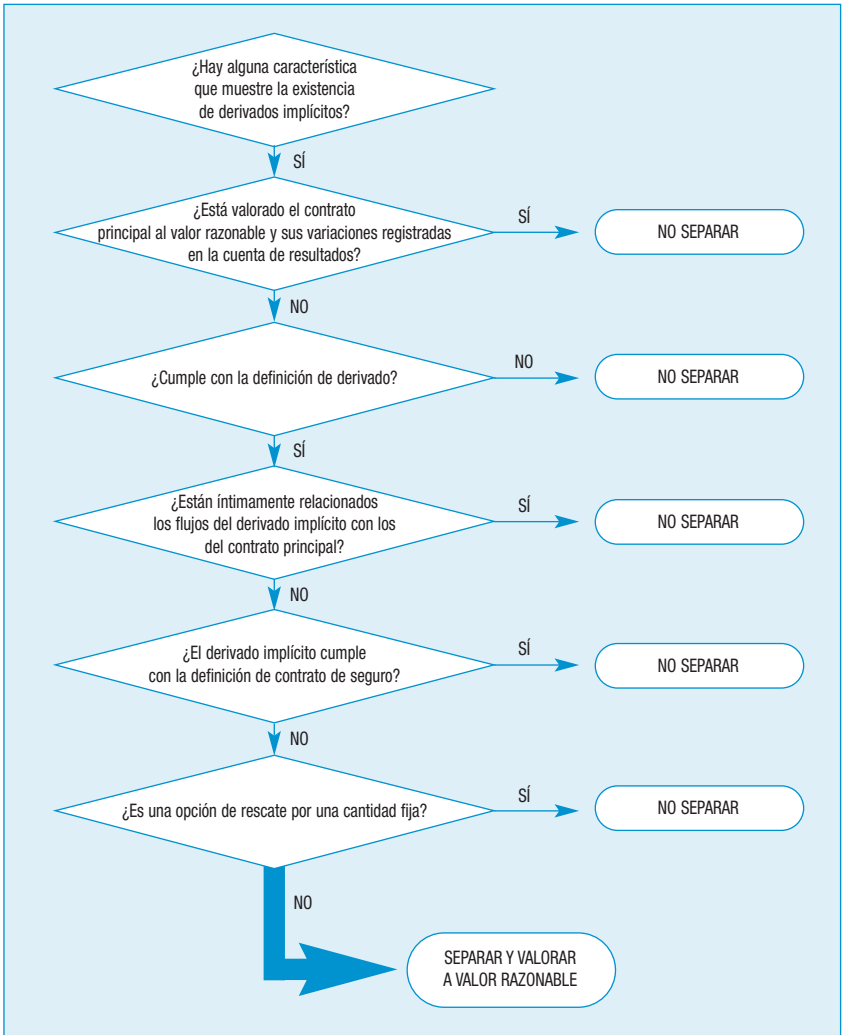 ¿Hay alguna característica
que muestre la existencia
de derivados implícitos?
SÍ
¿Está valorado el contrato
principal al valor razonable y sus variaciones registradas
en la cuenta de resultados?
SÍ
NO SEPARAR
NO
¿Cumple con la definición de derivado?
NO
NO SEPARAR
SÍ
¿Están íntimamente relacionados
los flujos del derivado implícito con los
del contrato principal?
SÍ
NO SEPARAR
NO
¿El derivado implícito cumple
con la definición de contrato de seguro?
SÍ
NO SEPARAR
NO
¿Es una opción de rescate por una cantidad fija?
SÍ
NO SEPARAR
NO
SEPARAR Y VALORAR
A VALOR RAZONABLE